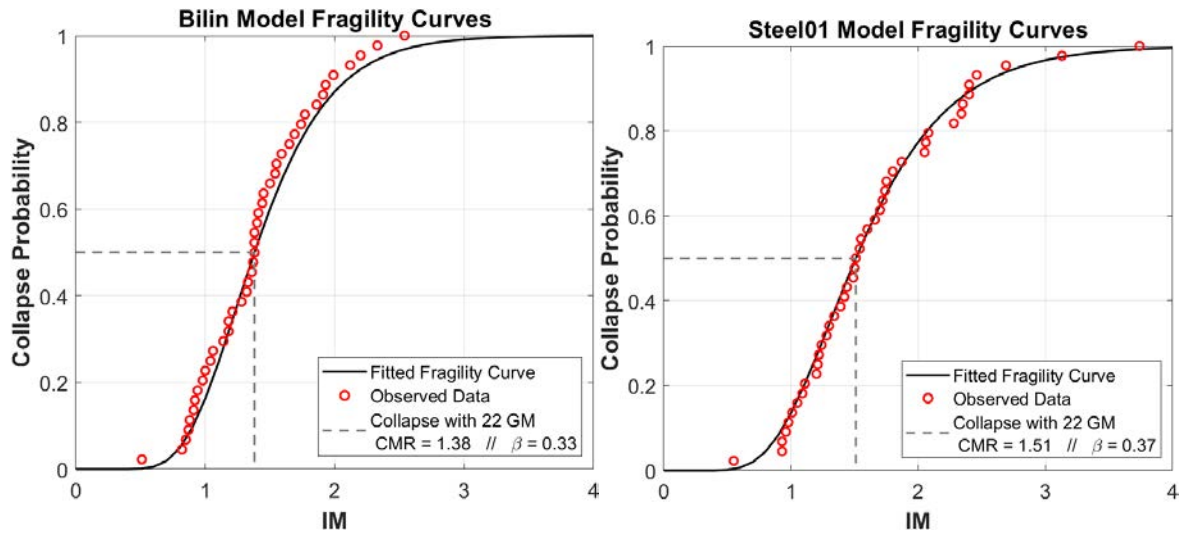 Bilin Model Fragility Curves
Collapse Probability
1
0.8
0.6
0.4
0.2
0
Fitted Fragility Curve
Observed Data
Collapse with 22 GM
CMR = 1.38 // β = 0.33
0 1 2 3 4
IM
Steel01 Model Fragility Curves
Collapse Probability
1
0.8
0.6
0.4
0.2
0
Fitted Fragility Curve
Observed Data
Collapse with 22 GM
CMR = 1.51 // β = 0.37
0 1 2 3 4
IM